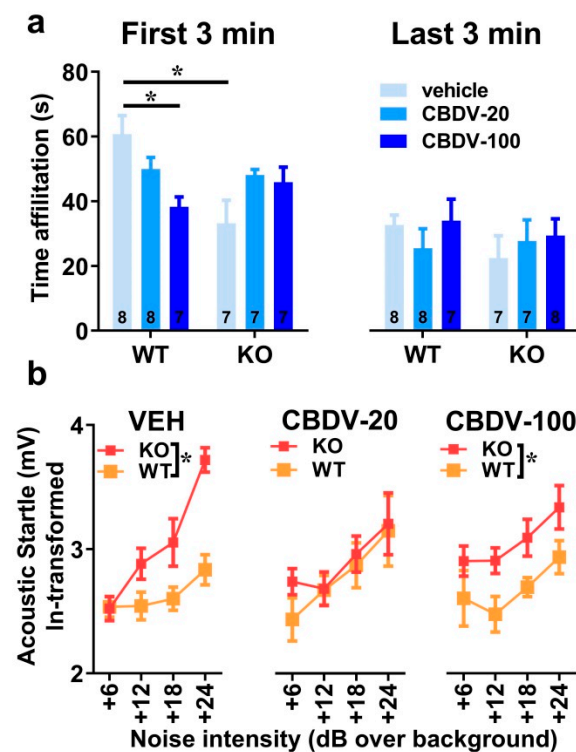 a
First 3 min
Last 3 min
Time affilitation (s)
80
60
40
20
0
*
*
vehicle
CBDV-20
CBDV-100
8 8 7 7 7 7
8 8 7 7 7 8
WT KO
WT KO
b
VEH
CBDV-20
CBDV-100
Acoustic Startle (mV)
In-transformed
4
3
2
KO
WT
*
KO
WT
KO
WT
*
+6 +12 +18 +24
+6 +12 +18 +24
+6 +12 +18 +24
Noise intensity (dB over background)